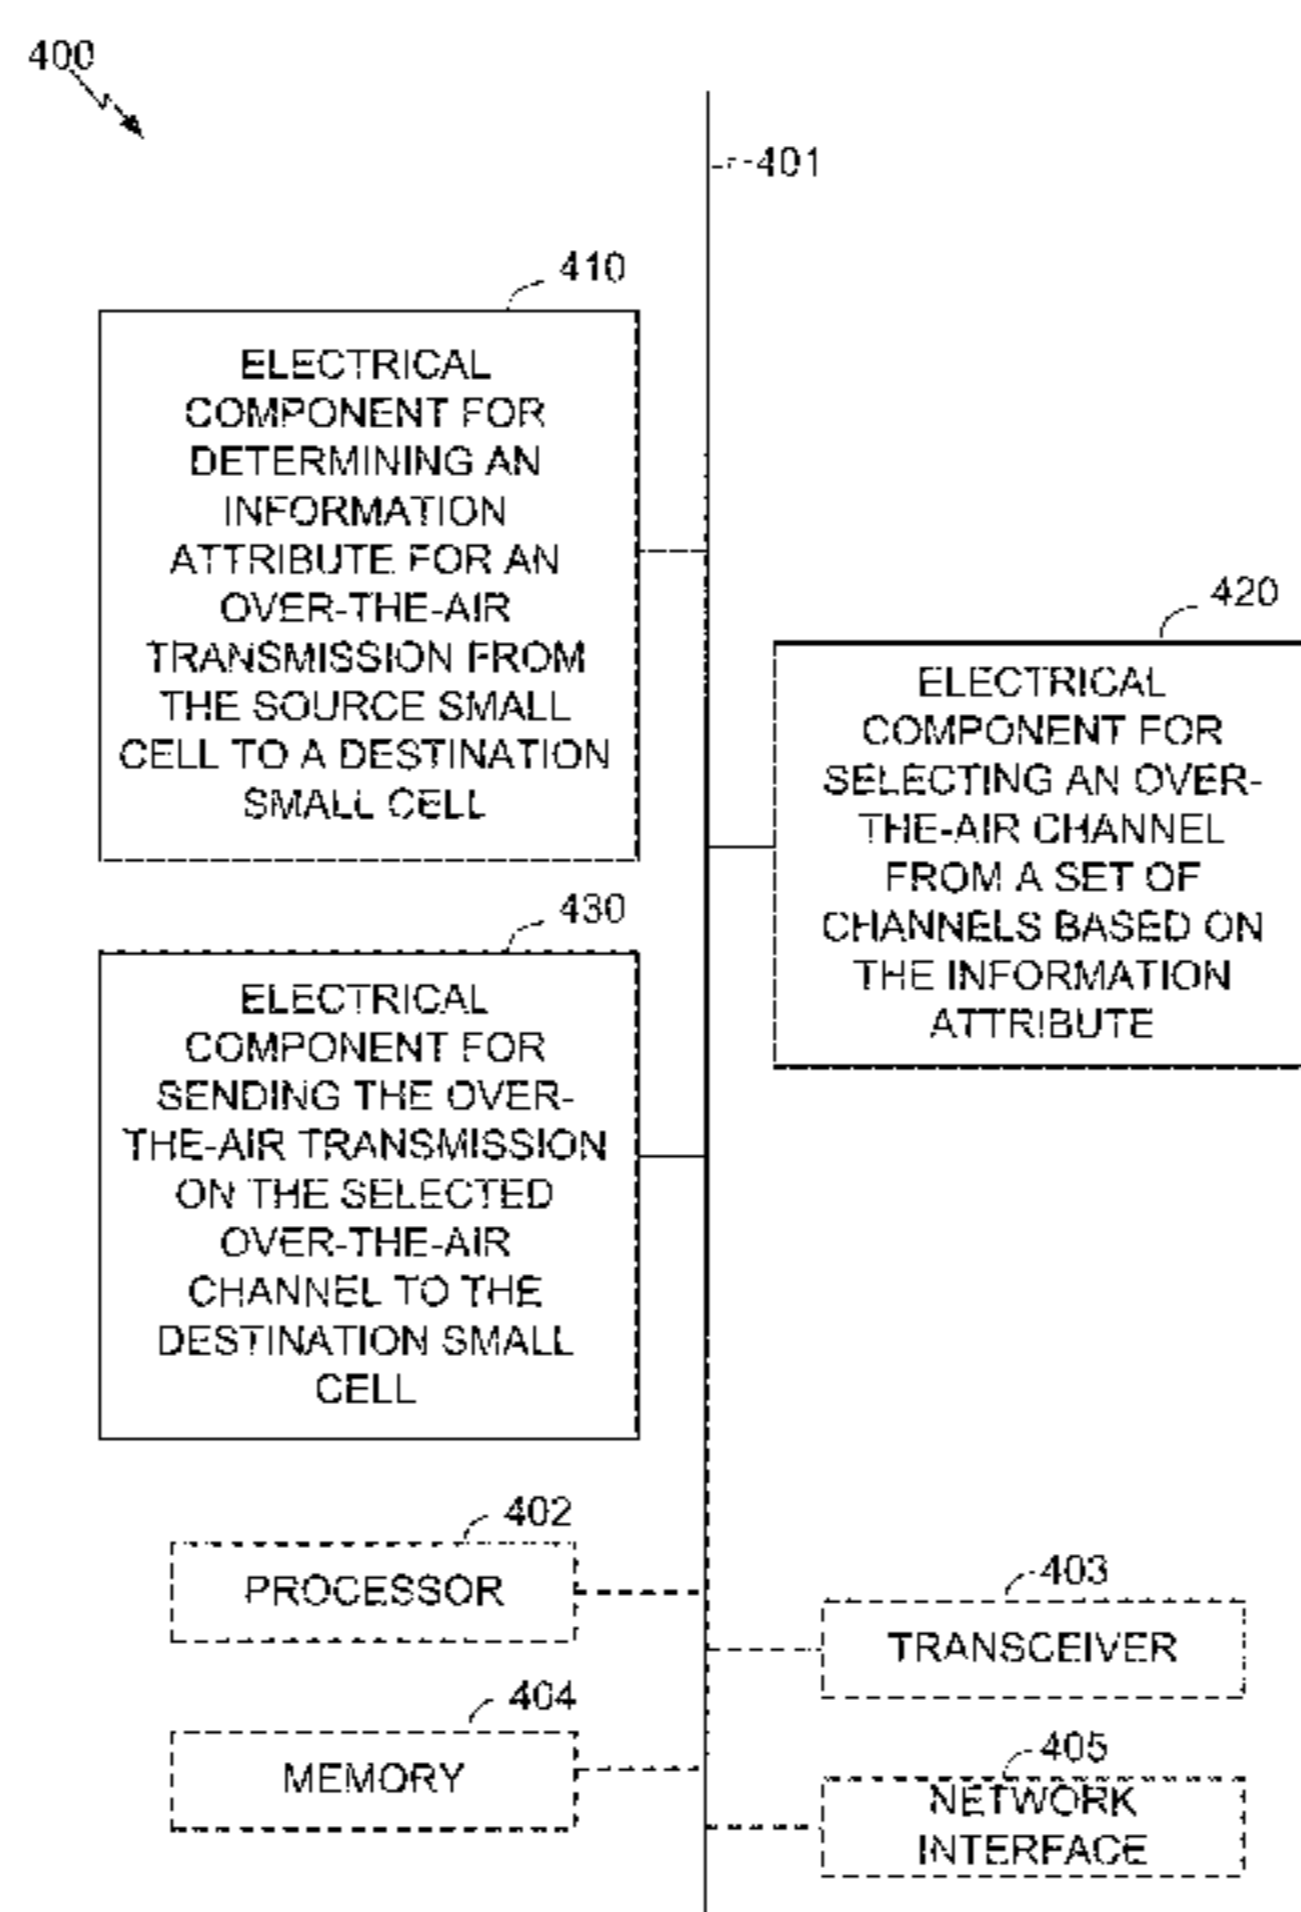 400
401
410
ELECTRICAL
COMPONENT FOR
DETERMINING AN
INFORMATION
ATTRIBUTE FOR AN
OVER-THE-AIR
TRANSMISSION FROM
THE SOURCE SMALL
CELL TO A DESTINATION
SMALL CELL
420
ELECTRICAL
COMPONENT FOR
SELECTING AN OVER-
THE-AIR CHANNEL
FROM A SET OF
CHANNELS BASED ON
THE INFORMATION
ATTRIBUTE
430
ELECTRICAL
COMPONENT FOR
SENDING THE OVER-
THE-AIR TRANSMISSION
ON THE SELECTED
OVER-THE-AIR
CHANNEL TO THE
DESTINATION SMALL
CELL
402
PROCESSOR
403
TRANSCEIVER
404
MEMORY
405
NETWORK
INTERFACE